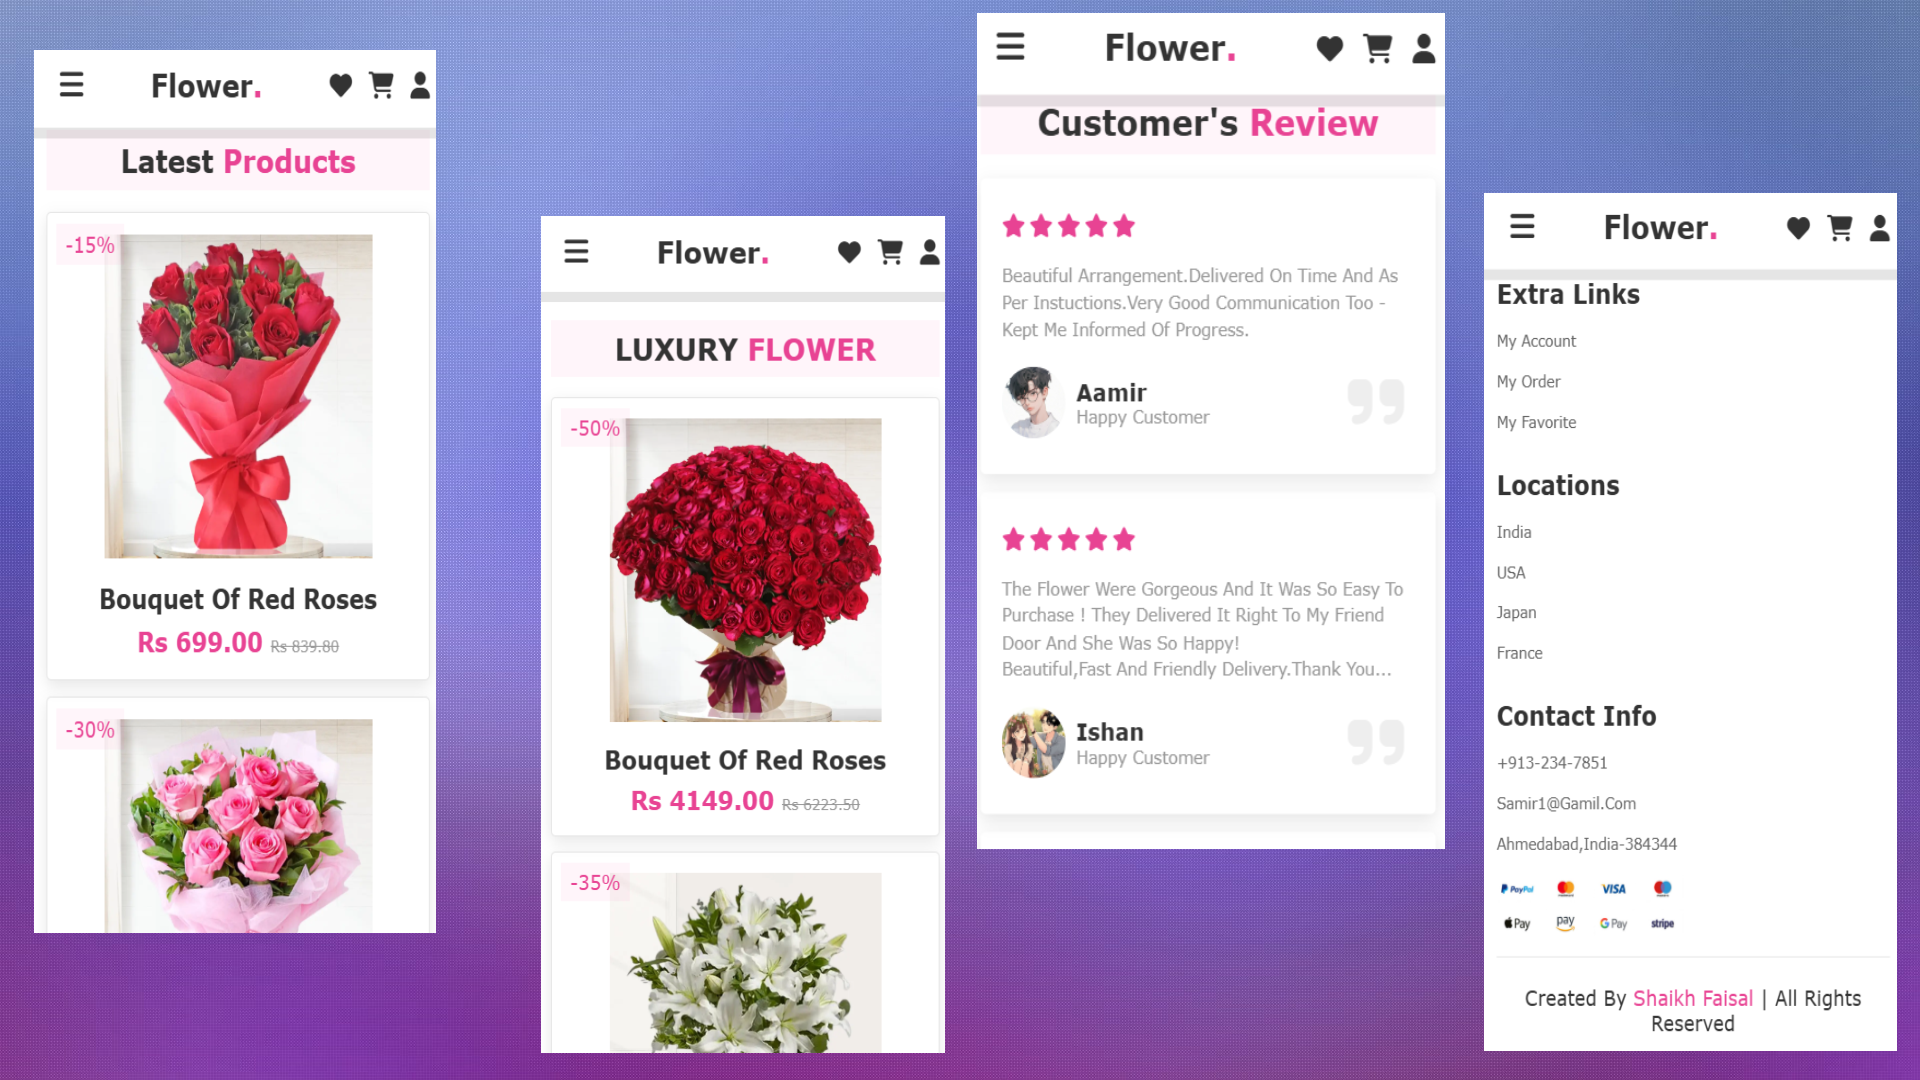 Flower.
Latest Products
-15%
Bouquet Of Red Roses
Rs 699.00 Rs 839.80
-30%
Flower.
LUXURY FLOWER
-50%
Bouquet Of Red Roses
Rs 4149.00 Rs 6223.50
-35%
Flower.
Customer's Review
Beautiful Arrangement.Delivered On Time And As
Per Instuctions.Very Good Communication Too -
Kept Me Informed Of Progress.
Aamir
Happy Customer
The Flower Were Gorgeous And It Was So Easy To
Purchase ! They Delivered It Right To My Friend
Door And She Was So Happy!
Beautiful,Fast And Friendly Delivery.Thank You...
Ishan
Happy Customer
Flower.
Extra Links
My Account
My Order
My Favorite
Locations
India
USA
Japan
France
Contact Info
+913-234-7851
Samir1@Gamil.Com
Ahmedabad,India-384344
PayPal VISA
Pay pay G Pay stripe
Created By Shaikh Faisal | All Rights
Reserved